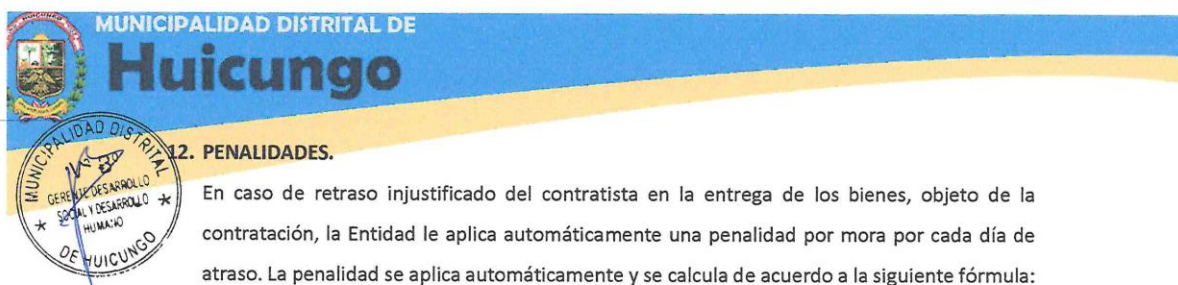 MUNICIPALIDAD DISTRITAL DE
Huicungo
MUNICIPALIDAD DISTRITAL
GERENTE DESARROLLO
SOCIAL Y DESARROLLO
HUMANO
DE HUICUNGO
12. PENALIDADES.
En caso de retraso injustificado del contratista en la entrega de los bienes, objeto de la
contratación, la Entidad le aplica automáticamente una penalidad por mora por cada día de
atraso. La penalidad se aplica automáticamente y se calcula de acuerdo a la siguiente fórmula: